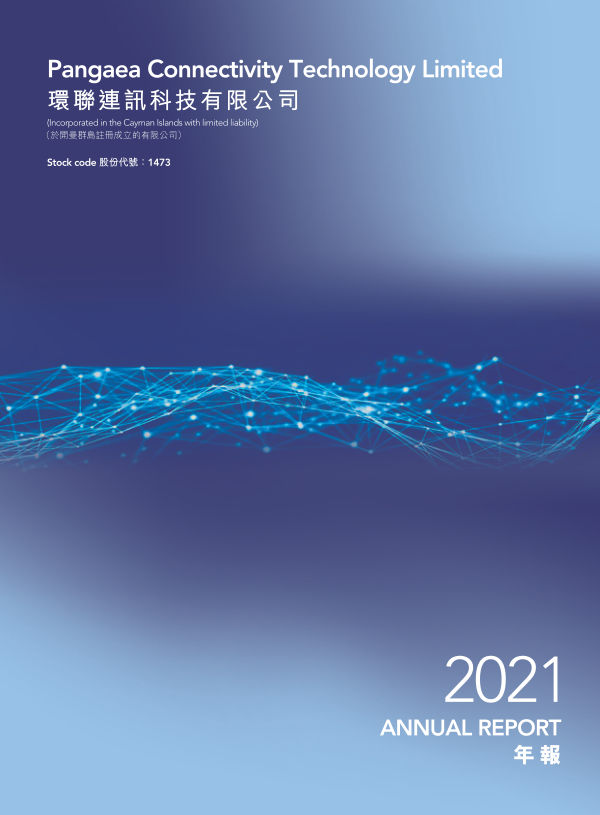 Pangaea Connectivity Technology Limited
環聯連訊科技有限公司
(Incorporated in the Cayman Islands with limited liability)
(於開曼群島註冊成立的有限公司)
Stock code 股份代號：1473
2021
ANNUAL REPORT
年報